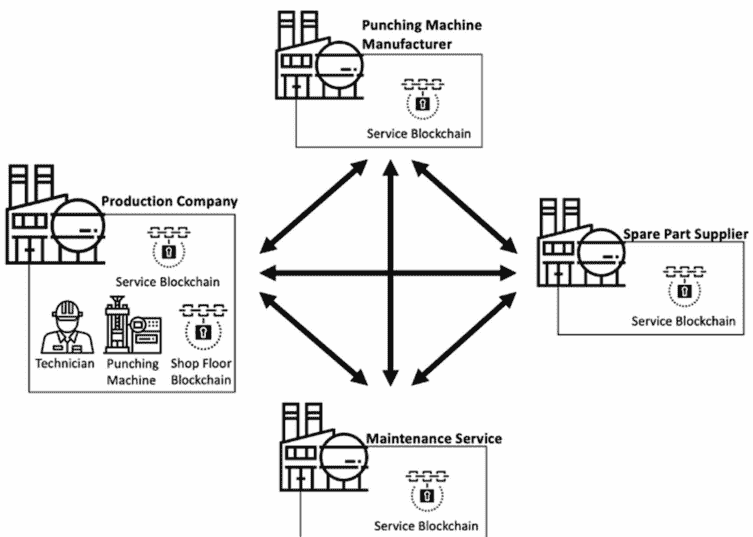 Punching Machine
Manufacturer
Service Blockchain
Production Company
Service Blockchain
Technician
Punching
Machine
Shop Floor
Blockchain
Spare Part Supplier
Service Blockchain
Maintenance Service
Service Blockchain